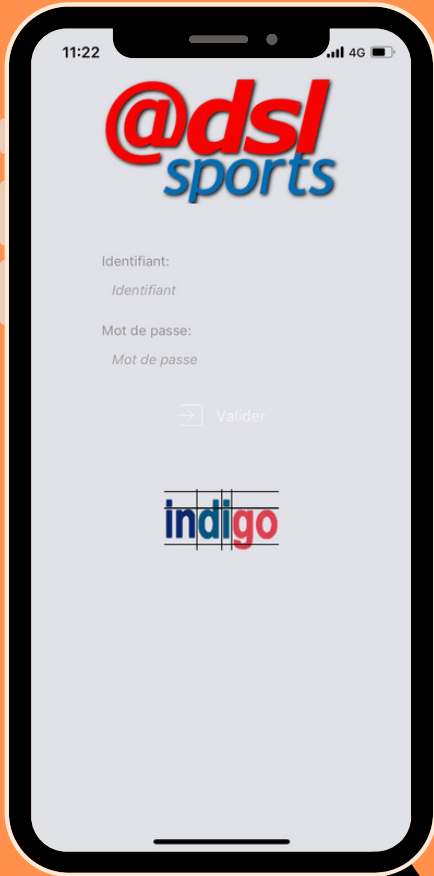 11:22
4G
@dsl
sports
Identifiant:
Identifiant
Mot de passe:
Mot de passe
Valider
indigo